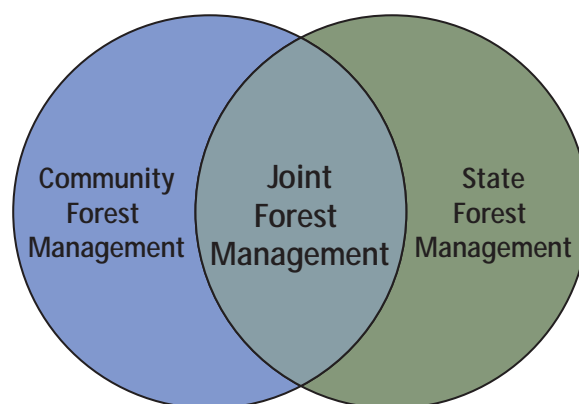 Community
Forest
Management
Joint
Forest
Management
State
Forest
Management